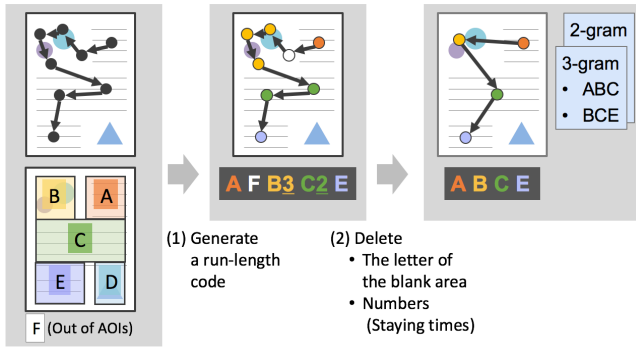 B A
C
E D
F (Out of AOIs)
A F B3 C2 E
(1) Generate
a run-length
code
A B C E
(2) Delete
• The letter of
the blank area
• Numbers
(Staying times)
2-gram
3-gram
• ABC
• BCE